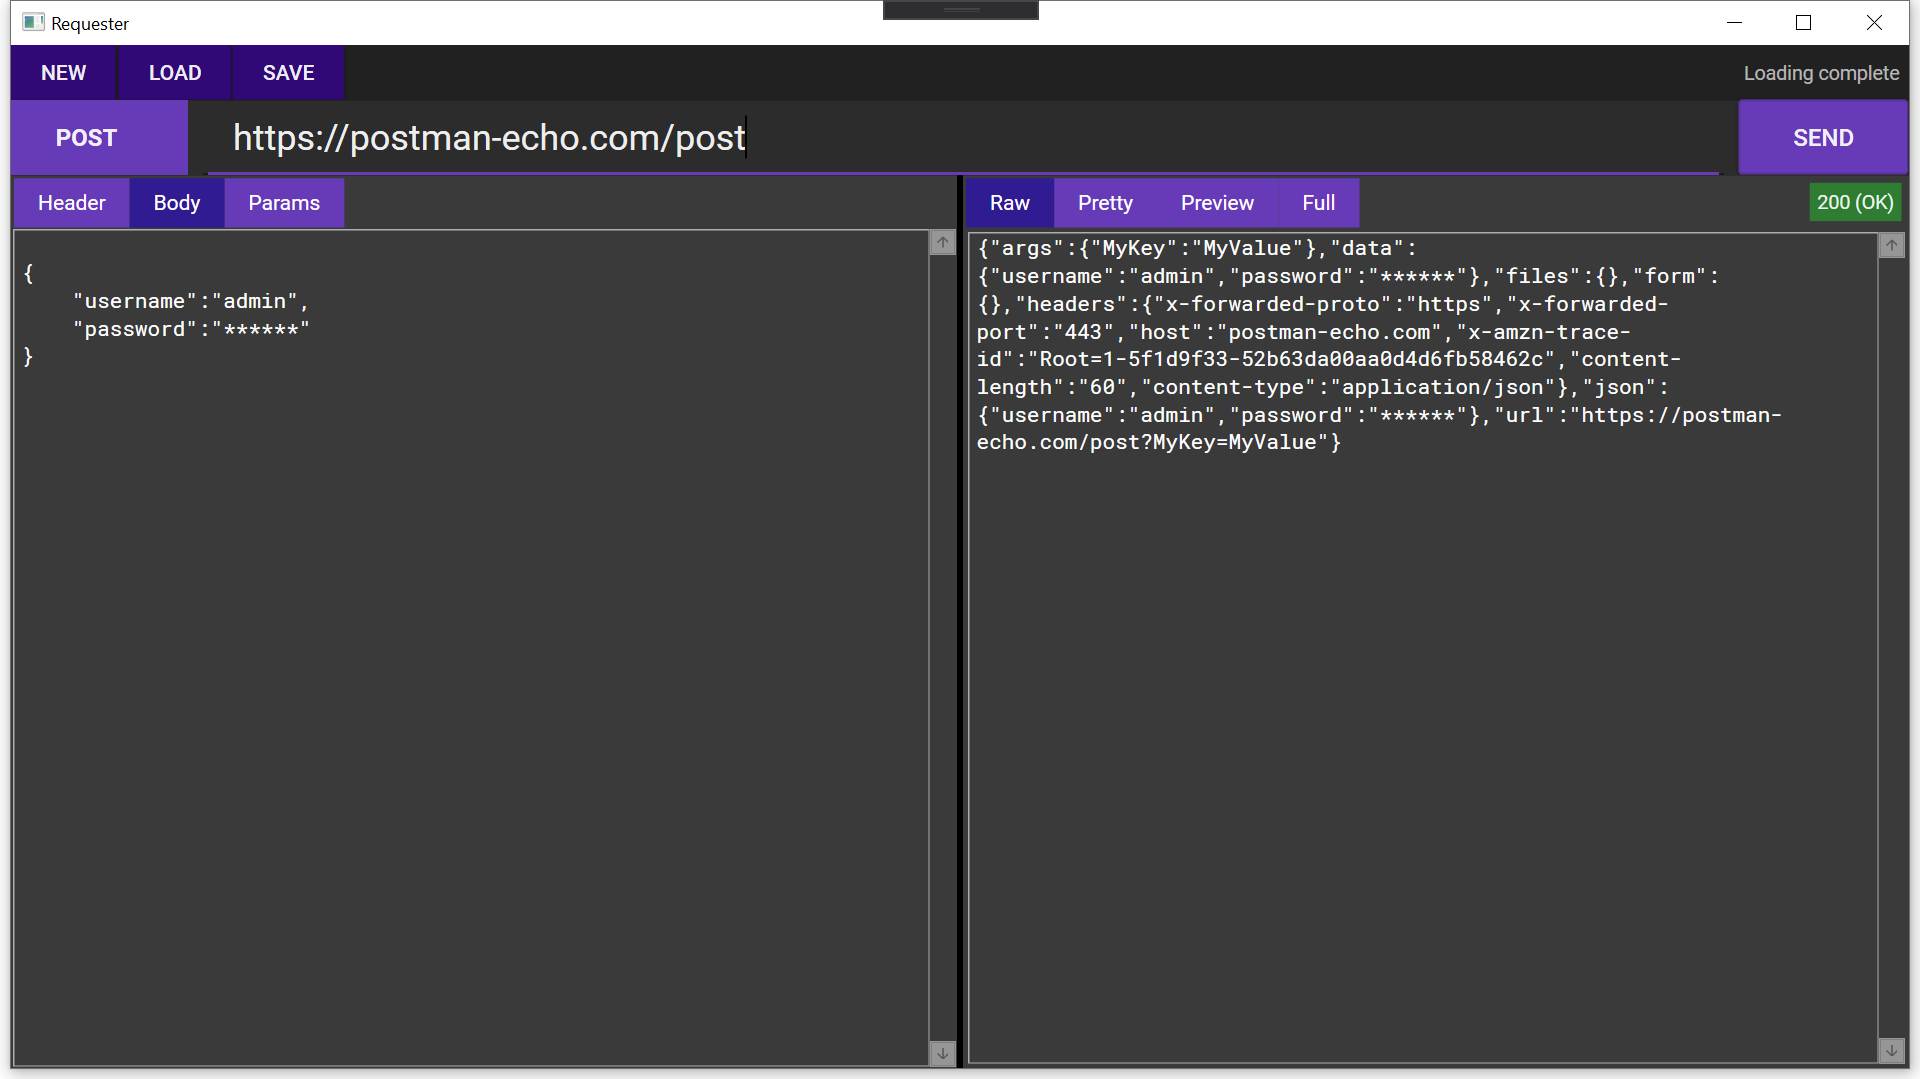 Requester
NEW LOAD SAVE Loading complete
POST https://postman-echo.com/post SEND
Header Body Params
{
    "username":"admin",
    "password":"******"
}
Raw Pretty Preview Full 200 (OK)
{"args":{"MyKey":"MyValue"},"data":
{"username":"admin","password":"******"},"files":{},"form":
{},"headers":{"x-forwarded-proto":"https","x-forwarded-
port":"443","host":"postman-echo.com","x-amzn-trace-
id":"Root=1-5f1d9f33-52b63da00aa0d4d6fb58462c","content-
length":"60","content-type":"application/json"},"json":
{"username":"admin","password":"******"},"url":"https://postman-
echo.com/post?MyKey=MyValue"}